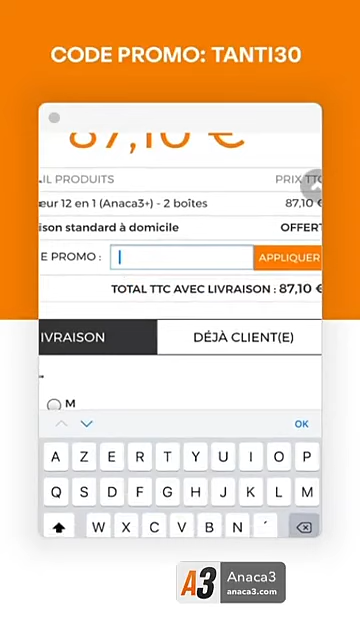 CODE PROMO: TANTI30
87,10 €
IL PRODUITS PRIX TTC
eur 12 en 1 (Anaca3+) - 2 boîtes 87,10 €
ison standard à domicile OFFERT
E PROMO : APPLIQUER
TOTAL TTC AVEC LIVRAISON : 87,10 €
IVRAISON DÉJÀ CLIENT(E)
M
OK
A Z E R T Y U I O P
Q S D F G H J K L M
W X C V B N ´
A3 Anaca3
anaca3.com